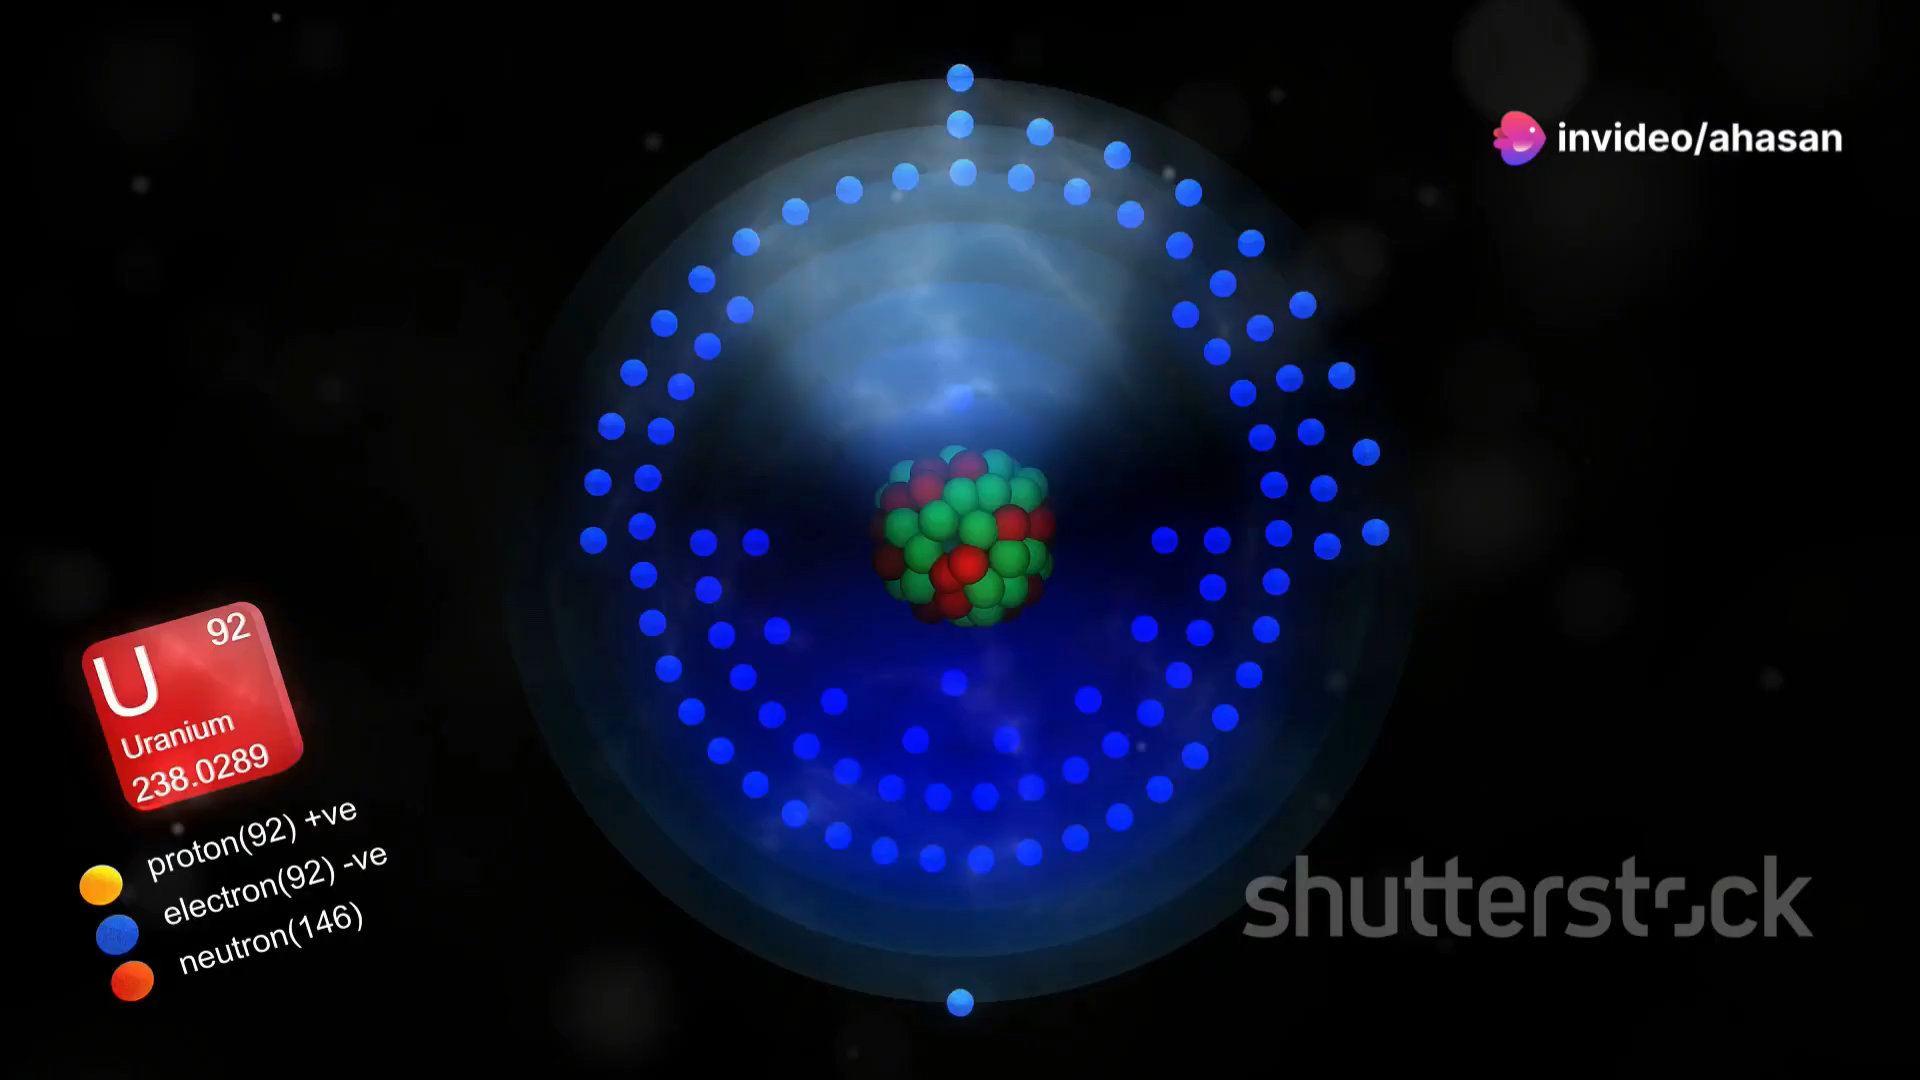 invideo/ahasan
92
U
Uranium
238.0289
proton(92) +ve
electron(92) -ve
neutron(146)
shutterstock